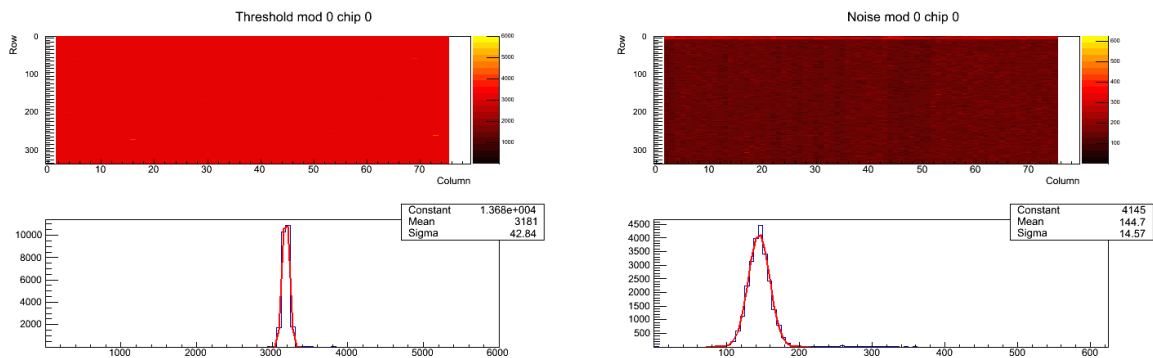 Threshold mod 0 chip 0
Row
0
100
200
300
0 10 20 30 40 50 60 70
Column
6000
5000
4000
3000
2000
1000
Noise mod 0 chip 0
Row
0
100
200
300
0 10 20 30 40 50 60 70
Column
600
500
400
300
200
100
Constant 1.368e+004
Mean 3181
Sigma 42.84
10000
8000
6000
4000
2000
1000 2000 3000 4000 5000 6000
Constant 4145
Mean 144.7
Sigma 14.57
4500
4000
3500
3000
2500
2000
1500
1000
500
100 200 300 400 500 600